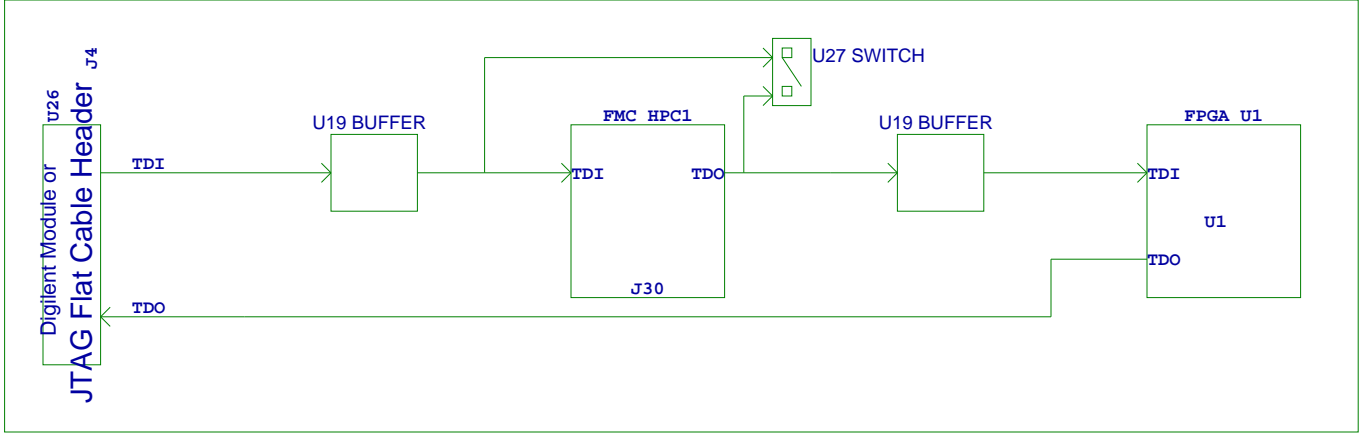 U26
Digilent Module or
JTAG Flat Cable Header
J4
TDI
TDO
U19 BUFFER
FMC HPC1
TDI
TDO
J30
U27 SWITCH
U19 BUFFER
FPGA U1
TDI
U1
TDO